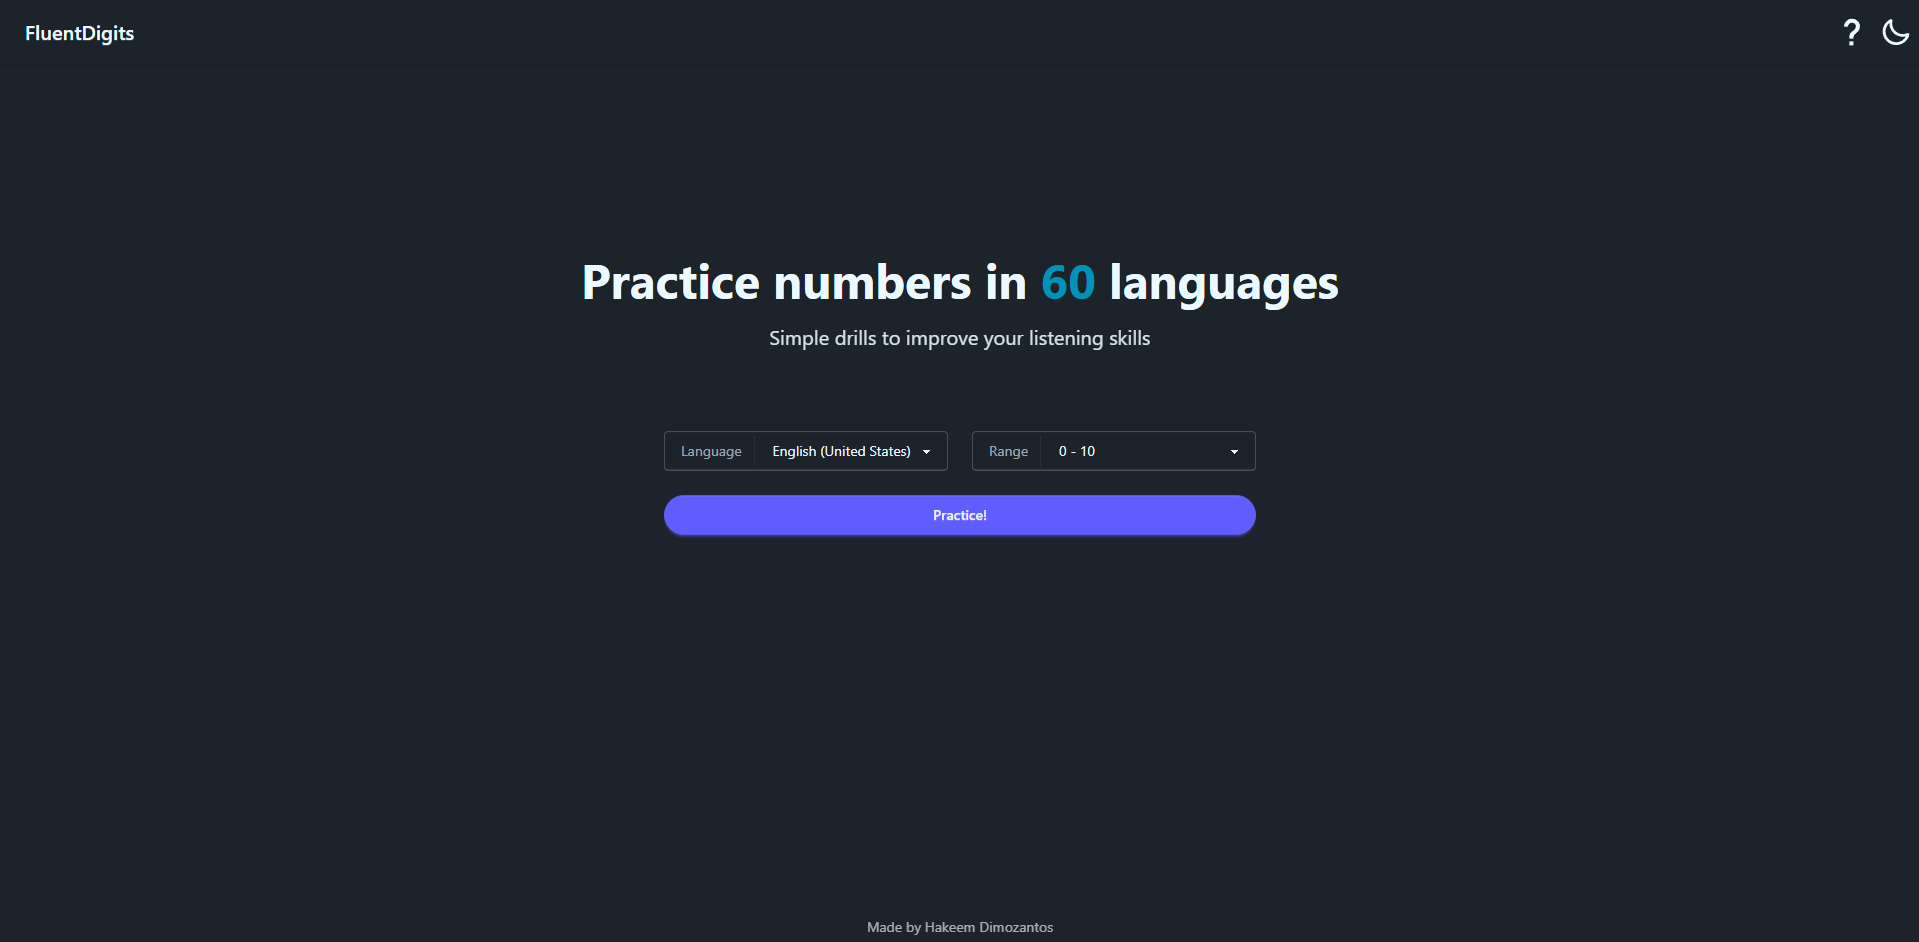 FluentDigits
Practice numbers in 60 languages
Simple drills to improve your listening skills
Language English (United States)
Range 0 - 10
Practice!
Made by Hakeem Dimozantos